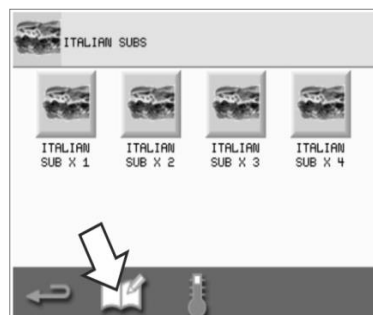 ITALIAN SUBS
ITALIAN
SUB X 1
ITALIAN
SUB X 2
ITALIAN
SUB X 3
ITALIAN
SUB X 4